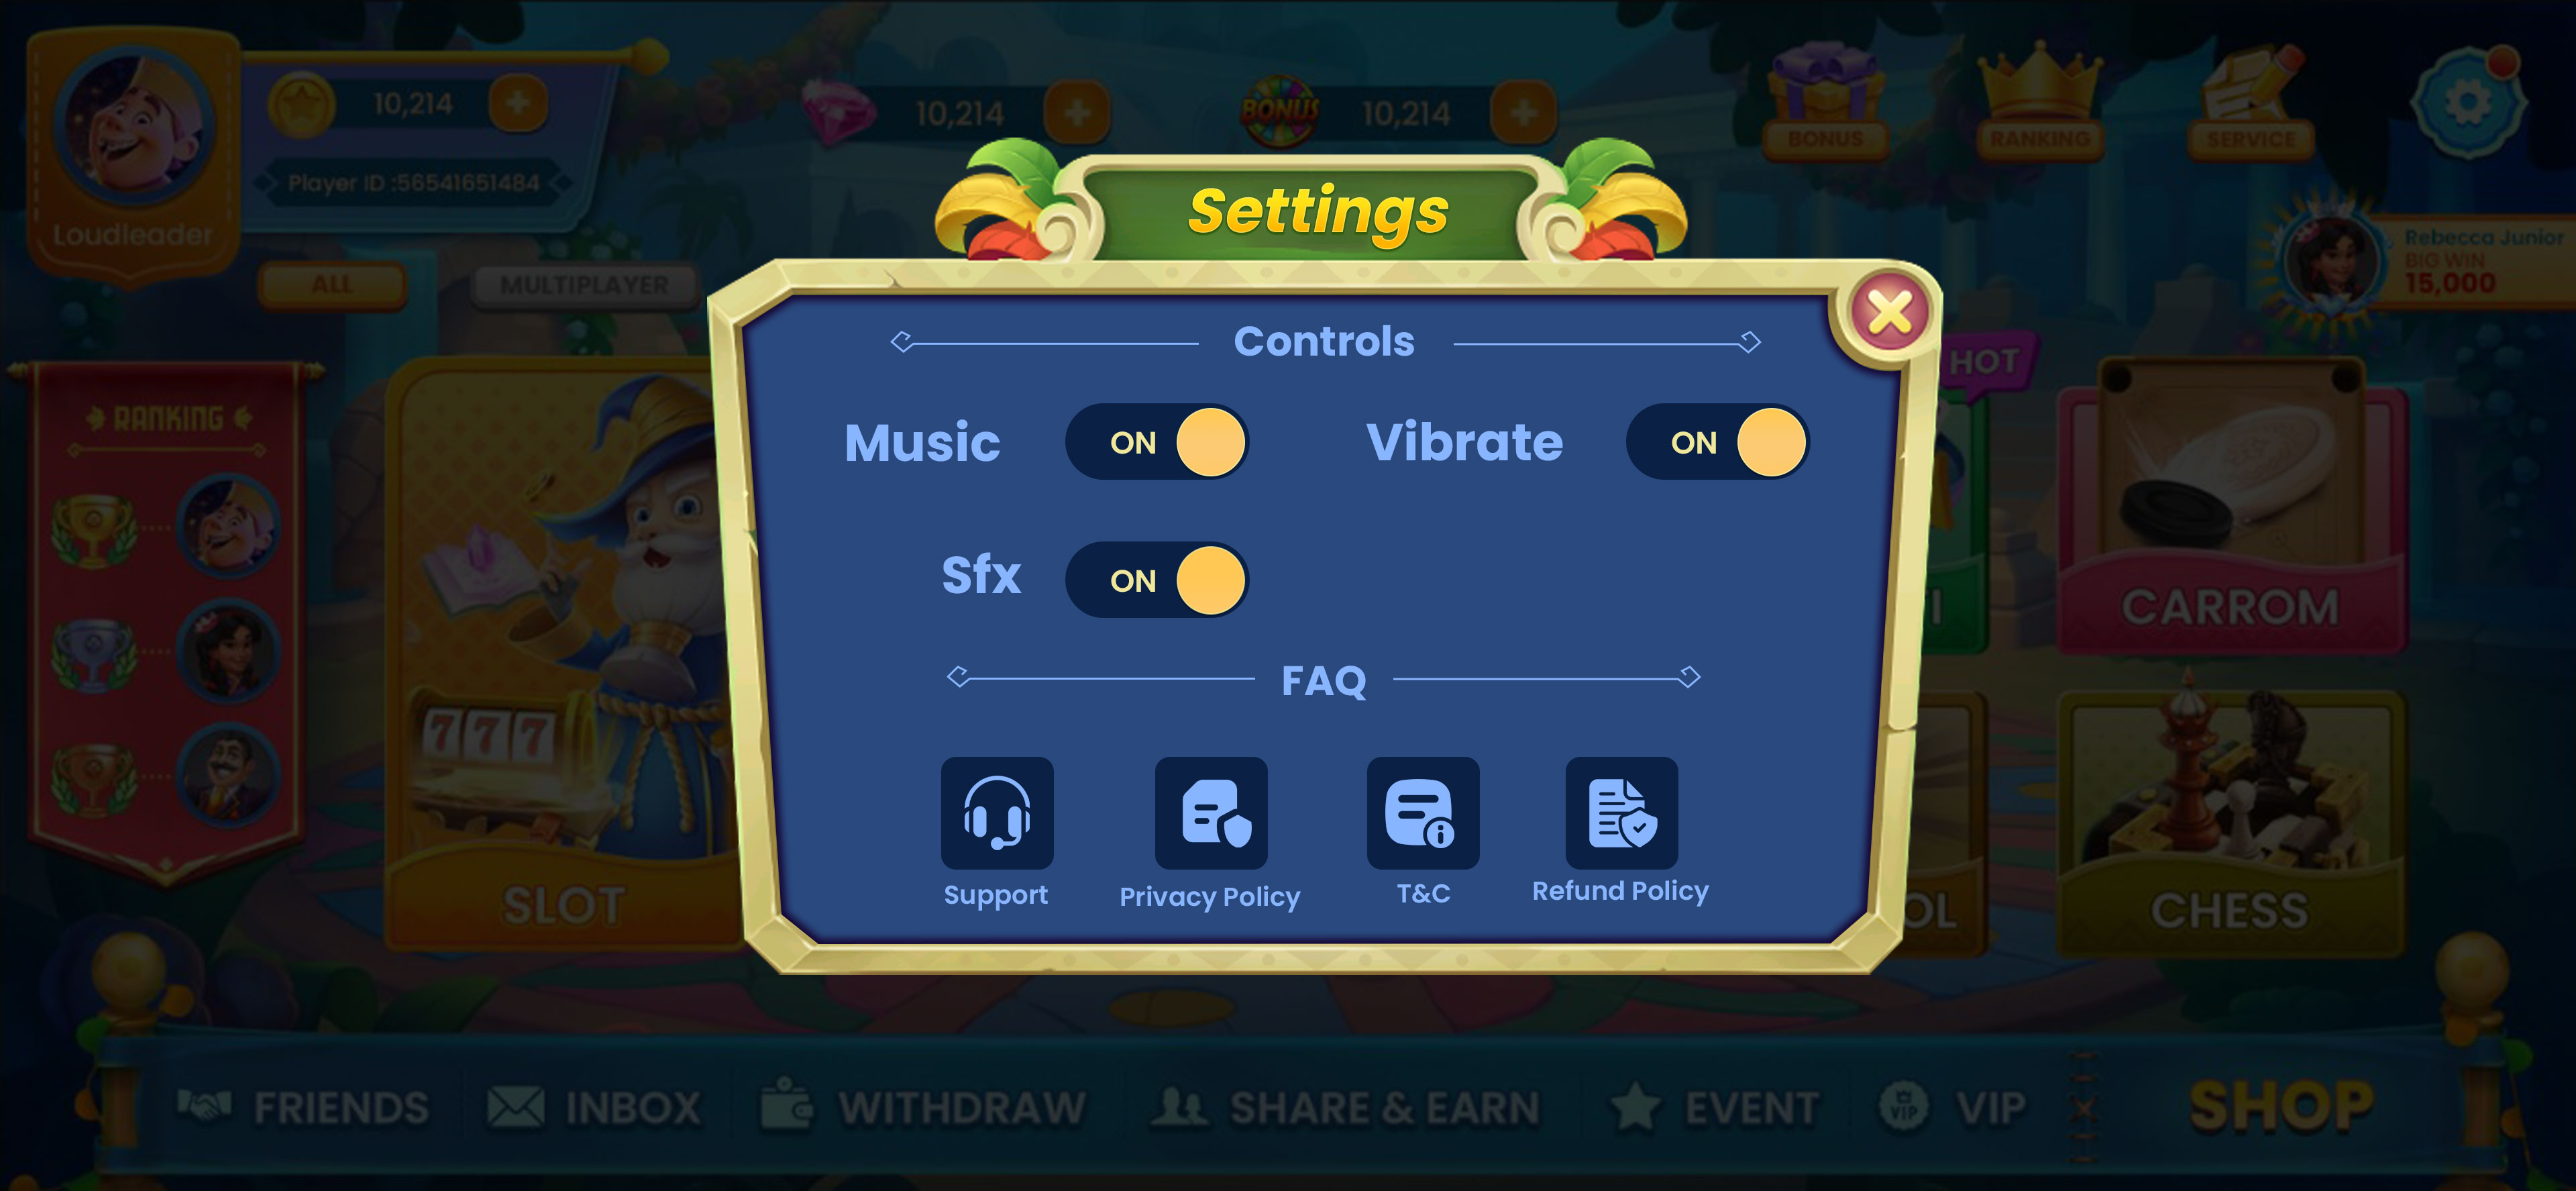 10,214
10,214
BONUS
10,214
BONUS
RANKING
SERVICE
Player ID :56541651484
Loudleader
Settings
Rebecca Junior
BIG WIN
15,000
ALL
MULTIPLAYER
Controls
HOT
RANKING
Music
ON
Vibrate
ON
Sfx
ON
CARROM
FAQ
777
SLOT
Support
Privacy Policy
T&C
Refund Policy
CHESS
FRIENDS
INBOX
WITHDRAW
SHARE & EARN
EVENT
VIP
VIP
SHOP